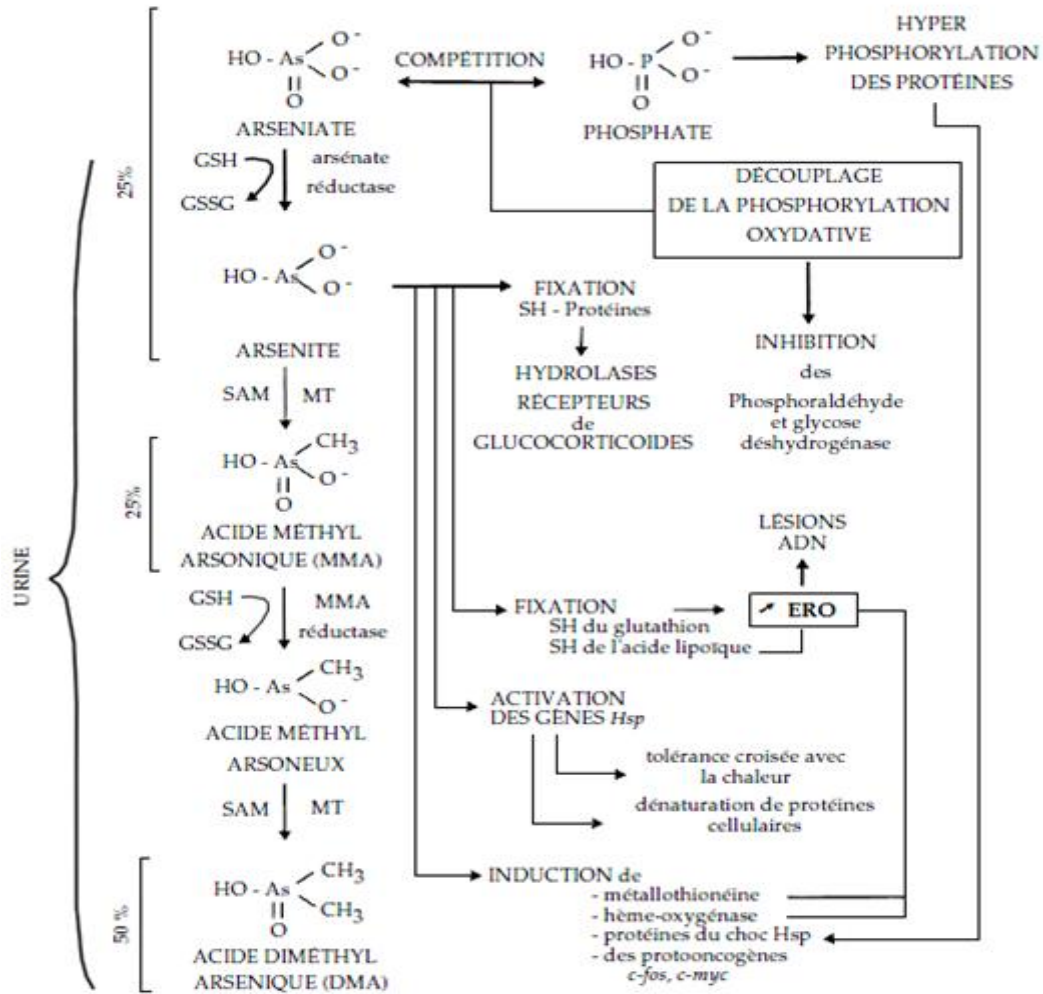 URINE
25%
HO - As
O⁻
O⁻
O
ARSENIATE
COMPÉTITION
HO - P
O⁻
O⁻
O
PHOSPHATE
HYPER
PHOSPHORYLATION
DES PROTÉINES
GSH
GSSG
arsénate
réductase
DÉCOUPLAGE
DE LA PHOSPHORYLATION
OXYDATIVE
HO - As
O⁻
O⁻
ARSENITE
FIXATION
SH - Protéines
HYDROLASES
RÉCEPTEURS
de
GLUCOCORTICOIDES
INHIBITION
des
Phosphoraldéhyde
et glycose
déshydrogénase
SAM
MT
25%
HO - As
CH3
O⁻
O
ACIDE MÉTHYL
ARSONIQUE (MMA)
GSH
GSSG
MMA
réductase
FIXATION
SH du glutathion
SH de l'acide lipoïque
LÉSIONS
ADN
ERO
HO - As
CH3
O⁻
ACIDE MÉTHYL
ARSONEUX
ACTIVATION
DES GÈNES Hsp
tolérance croisée avec
la chaleur
dénaturation de protéines
cellulaires
SAM
MT
50 %
HO - As
CH3
CH3
O
ACIDE DIMÉTHYL
ARSENIQUE (DMA)
INDUCTION de
- métallothionéine
- hème-oxygénase
- protéines du choc Hsp
- des protooncogènes
c-fos, c-myc